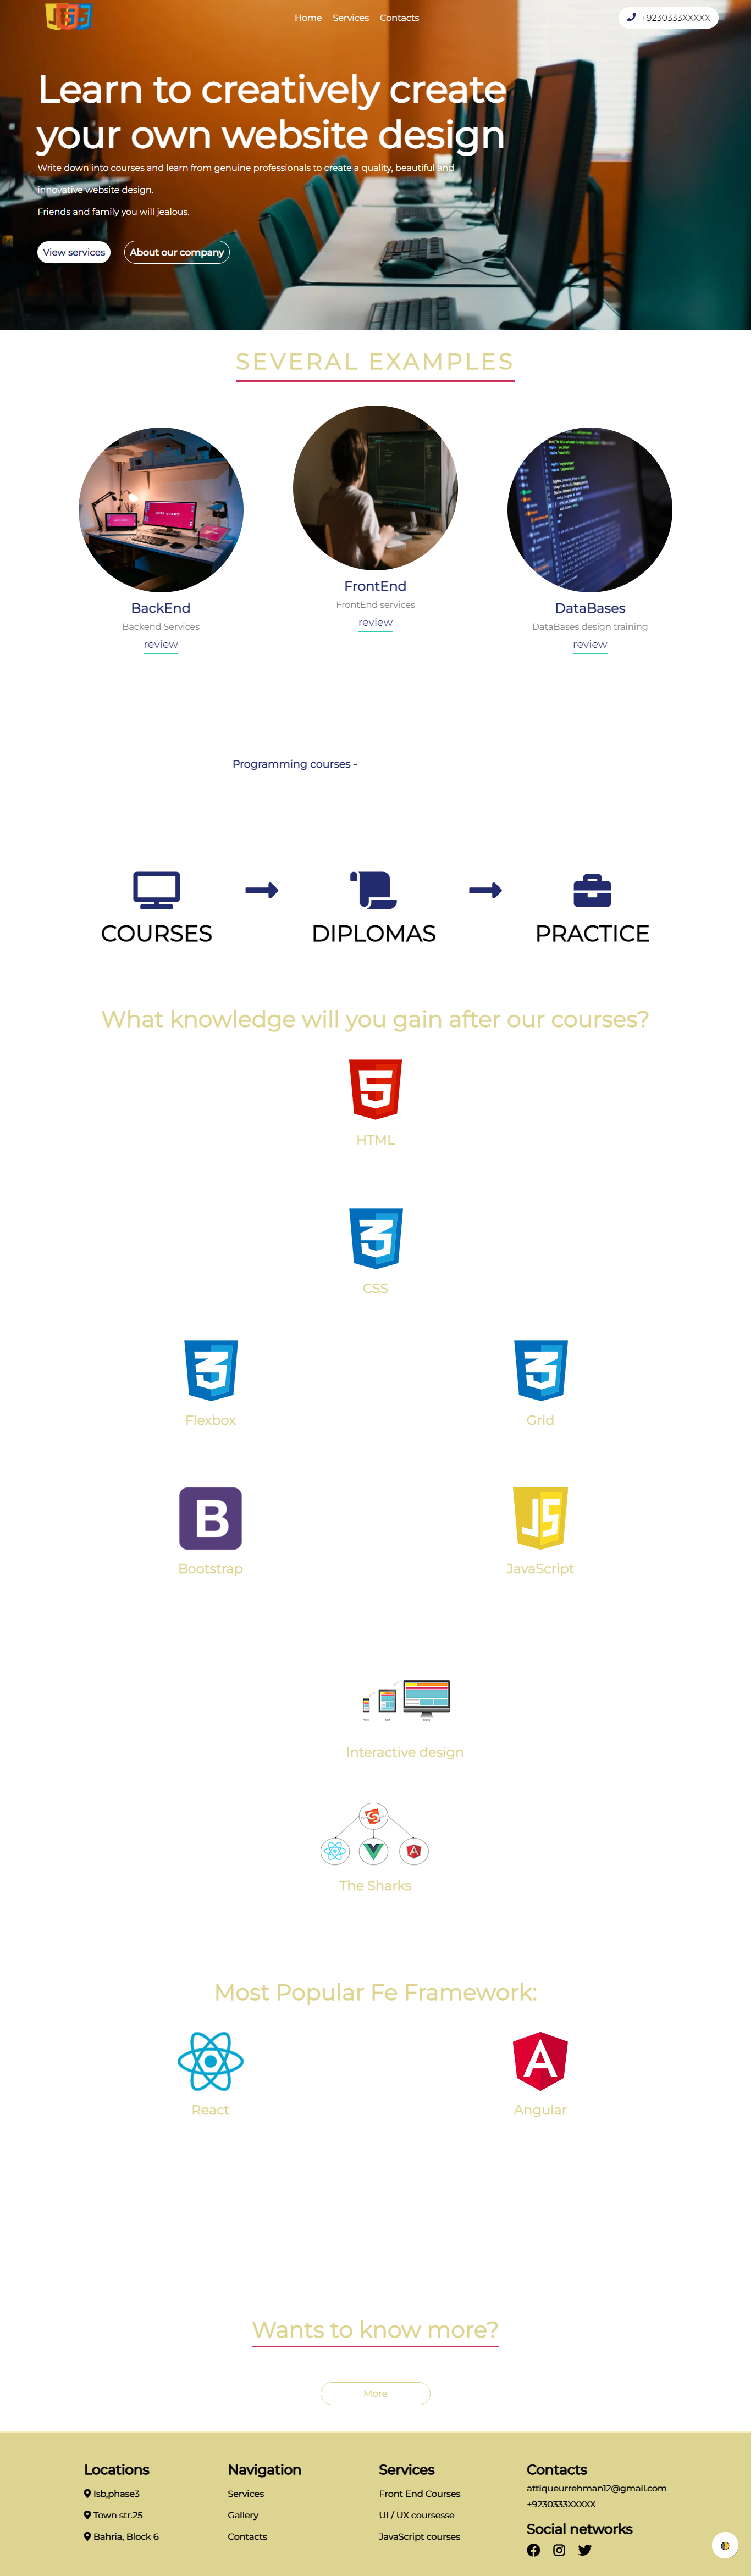 Home Services Contacts +9230333XXXXX
Learn to creatively create
your own website design
Write down into courses and learn from genuine professionals to create a quality, beautiful and
innovative website design.
Friends and family you will jealous.
View services About our company
SEVERAL EXAMPLES
BackEnd
Backend Services
review
FrontEnd
FrontEnd services
review
DataBases
DataBases design training
review
Programming courses -
COURSES DIPLOMAS PRACTICE
What knowledge will you gain after our courses?
HTML
CSS
Flexbox Grid
B JS
Bootstrap JavaScript
Interactive design
The Sharks
Most Popular Fe Framework:
React Angular
Wants to know more?
More
Locations
Isb,phase3
Town str.25
Bahria, Block 6
Navigation
Services
Gallery
Contacts
Services
Front End Courses
UI / UX coursesse
JavaScript courses
Contacts
attiqueurrehman12@gmail.com
+9230333XXXXX
Social networks